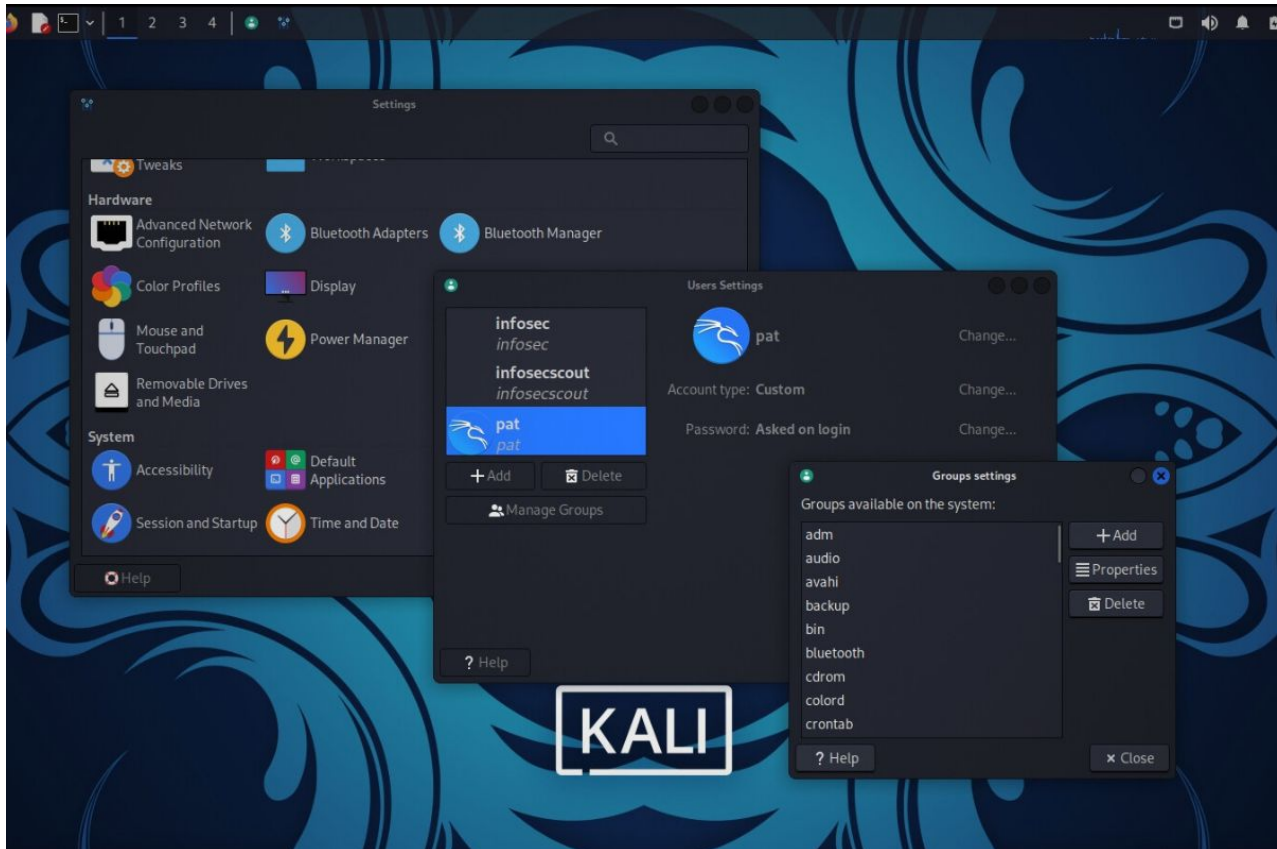 1 2 3 4
Settings
Tweaks
Hardware
Advanced Network
Configuration
Bluetooth Adapters
Bluetooth Manager
Color Profiles
Display
Mouse and
Touchpad
Power Manager
Removable Drives
and Media
System
Accessibility
Default
Applications
Session and Startup
Time and Date
Help
Users Settings
infosec
infosec
infosecscout
infosecscout
pat
pat
+ Add
Delete
Manage Groups
pat
Change...
Account type: Custom
Change...
Password: Asked on login
Change...
? Help
Groups settings
Groups available on the system:
adm
audio
avahi
backup
bin
bluetooth
cdrom
colord
crontab
+ Add
Properties
Delete
? Help
× Close
KALI